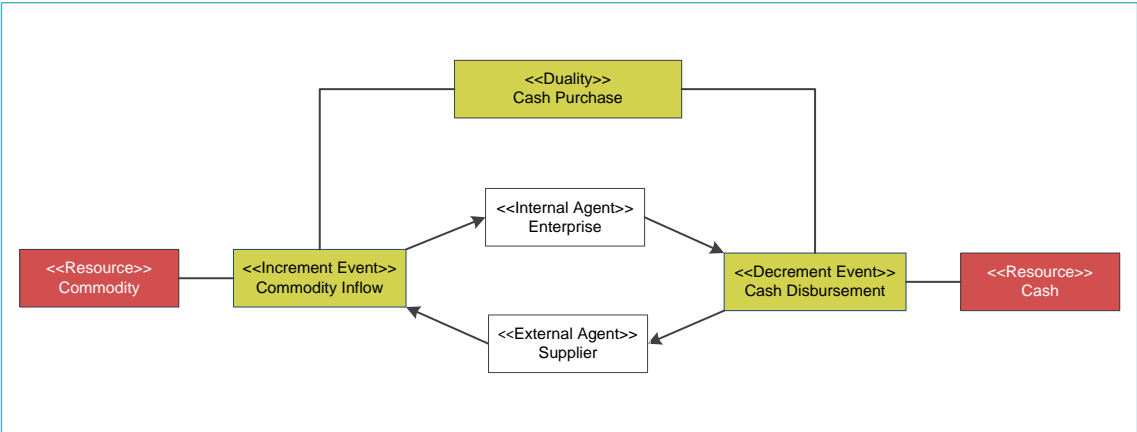 <<Duality>>
Cash Purchase
<<Internal Agent>>
Enterprise
<<Resource>>
Commodity
<<Increment Event>>
Commodity Inflow
<<Decrement Event>>
Cash Disbursement
<<Resource>>
Cash
<<External Agent>>
Supplier